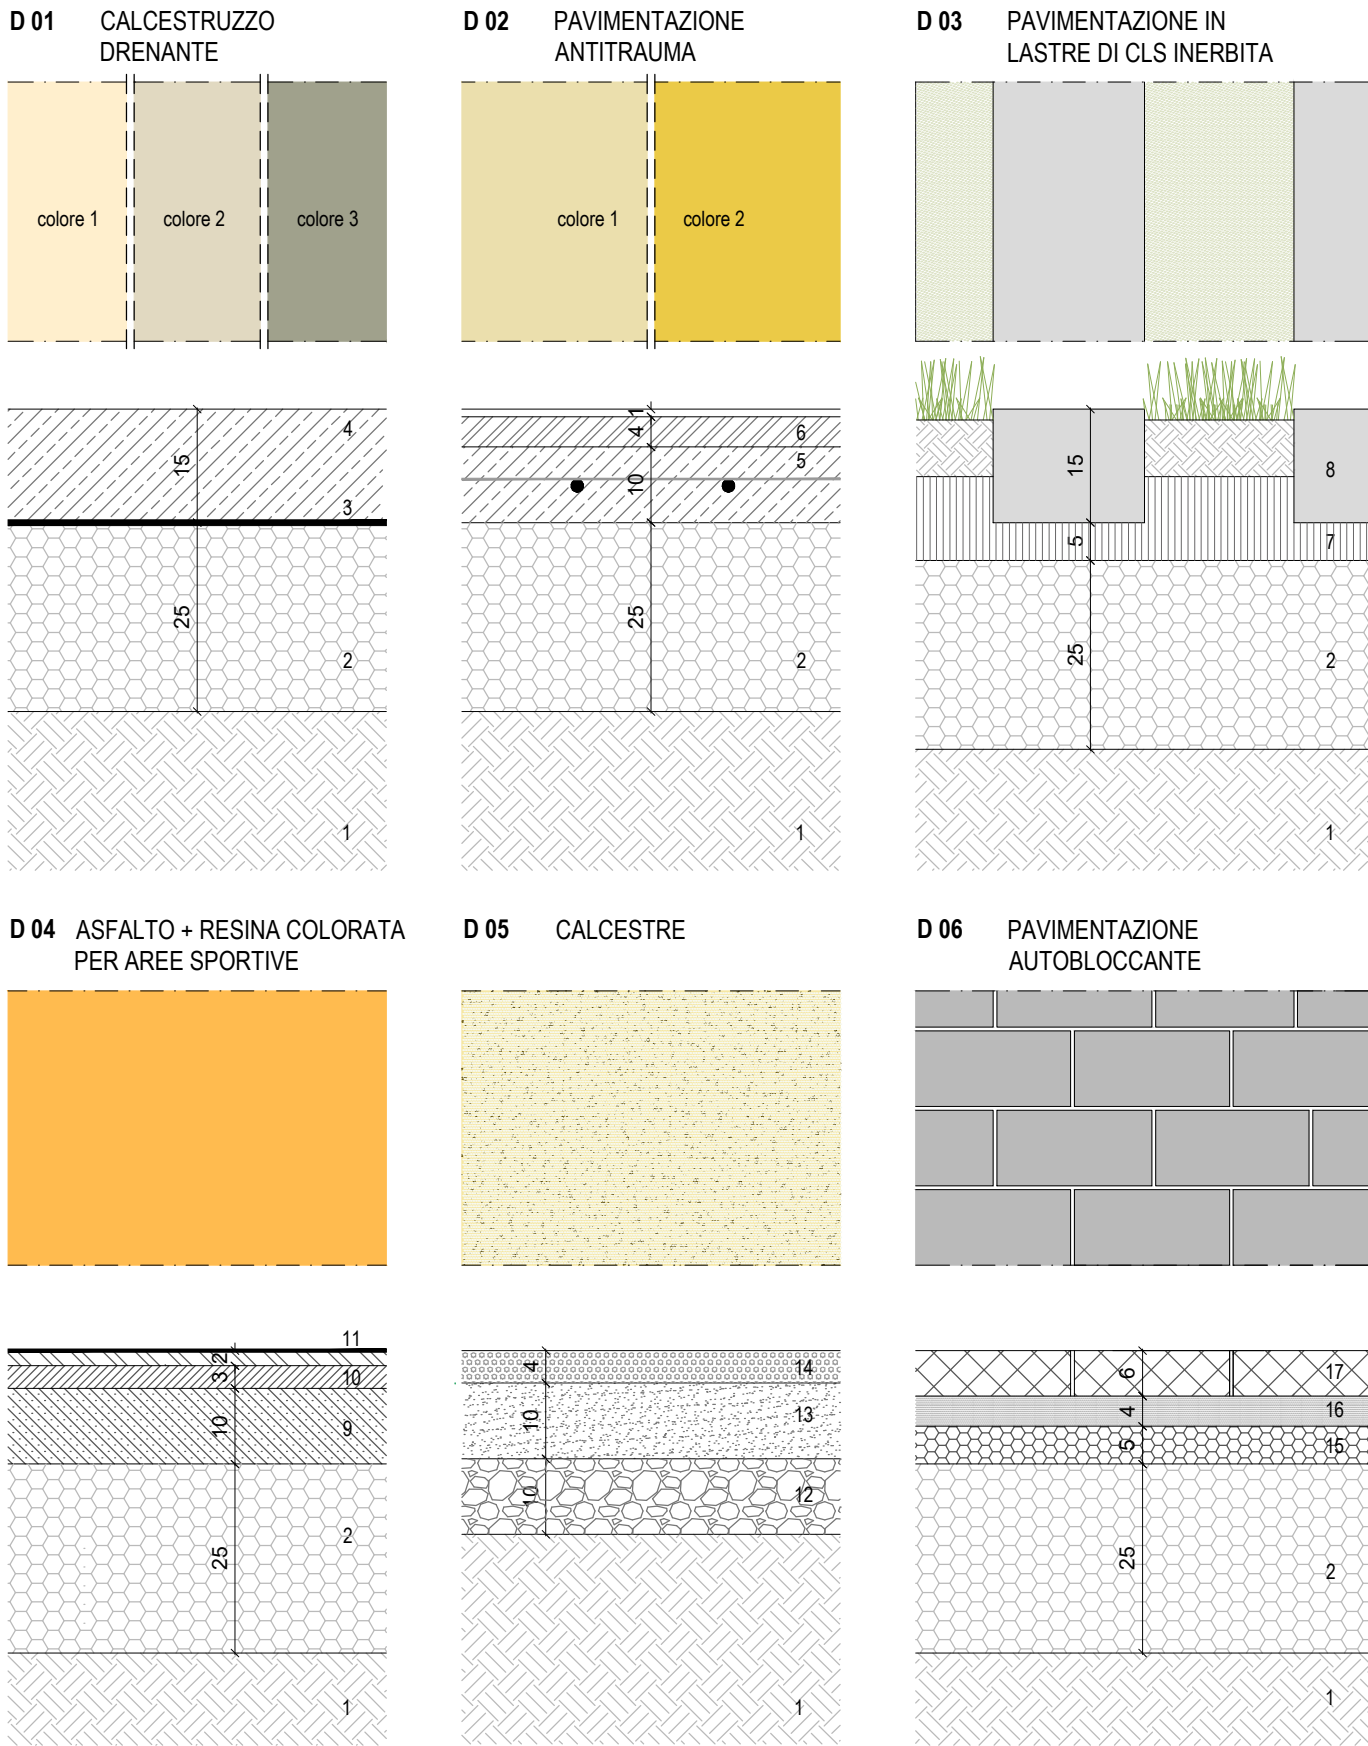 D 01 CALCESTRUZZO
DRENANTE
colore 1
colore 2
colore 3
4
15
3
25
2
1
D 02 PAVIMENTAZIONE
ANTITRAUMA
colore 1
colore 2
1
4
6
5
10
25
2
1
D 03 PAVIMENTAZIONE IN
LASTRE DI CLS INERBITA
15
8
5
7
25
2
1
D 04 ASFALTO + RESINA COLORATA
PER AREE SPORTIVE
11
2
3
10
10
9
25
2
1
D 05 CALCESTRE
4
14
10
13
10
12
1
D 06 PAVIMENTAZIONE
AUTOBLOCCANTE
6
17
4
16
5
15
25
2
1